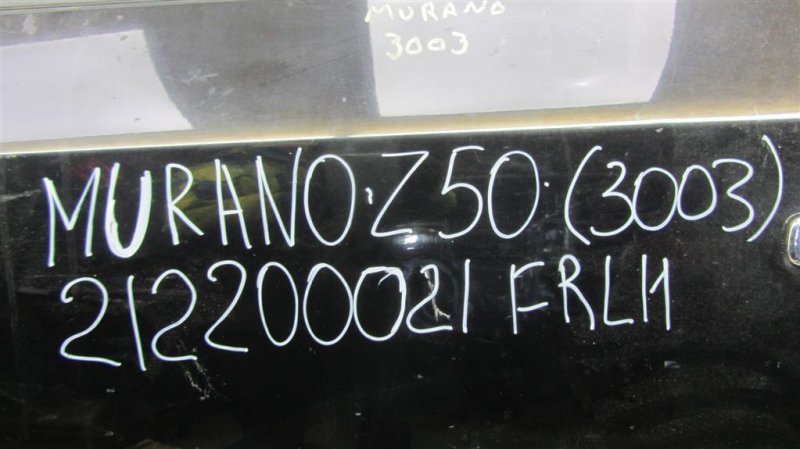 MURANO
3003
MURANO·Z50·(3003)
212200021 FRLH